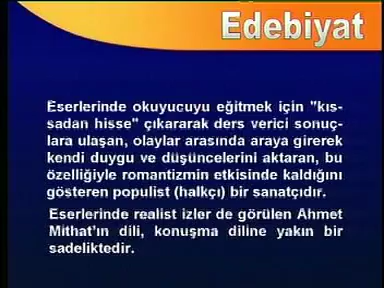 Edebiyat
Eserlerinde okuyucuyu eğitmek için "kıs-
sadan hisse" çıkararak ders verici sonuç-
lara ulaşan, olaylar arasında araya girerek
kendi duygu ve düşüncelerini aktaran, bu
özelliğiyle romantizmin etkisinde kaldığını
gösteren populist (halkçı) bir sanatçıdır.
Eserlerinde realist izler de görülen Ahmet
Mithat'ın dili, konuşma diline yakın bir
sadeliktedir.